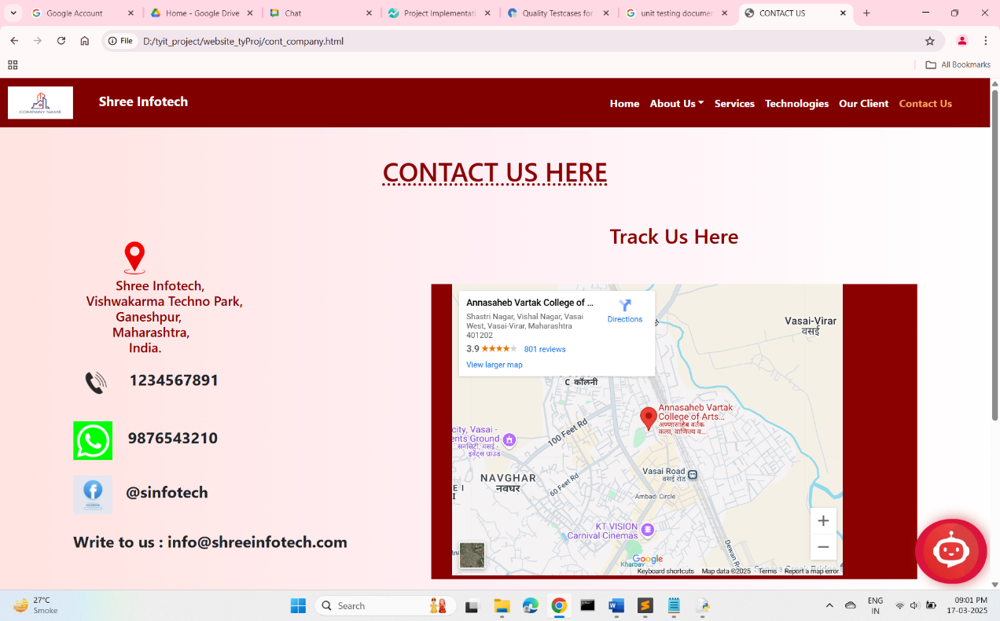 Google Account
Home - Google Drive
Chat
Project Implementati
Quality Testcases for
unit testing documen
CONTACT US
File
D:/tyit_project/website_tyProj/cont_company.html
All Bookmarks
COMPANY NAME
Shree Infotech
Home
About Us
Services
Technologies
Our Client
Contact Us
CONTACT US HERE
Track Us Here
Shree Infotech,
Vishwakarma Techno Park,
Ganeshpur,
Maharashtra,
India.
1234567891
9876543210
@sinfotech
Write to us : info@shreeinfotech.com
Annasaheb Vartak College of ...
Shastri Nagar, Vishal Nagar, Vasai
West, Vasai-Virar, Maharashtra
401202
3.9
801 reviews
View larger map
Directions
Vasai-Virar
वसई
C कॉलनी
Annasaheb Vartak
College of Arts...
अण्णासाहेब वर्तक
कला, वाणिज्य व...
100 Feet Rd
city, Vasai -
ents Ground
सनसिटी, वसई -
इव्हेंट्स ग्राउंड
NAVGHAR
नवघर
60 Feet Rd
Vasai Road
वसई रोड
Ambadi Circle
KT VISION
Carnival Cinemas
Dewan Ro
Google
Kharbav
Keyboard shortcuts
Map data ©2025
Terms
Report a map error
27°C
Smoke
Search
ENG
IN
09:01 PM
17-03-2025